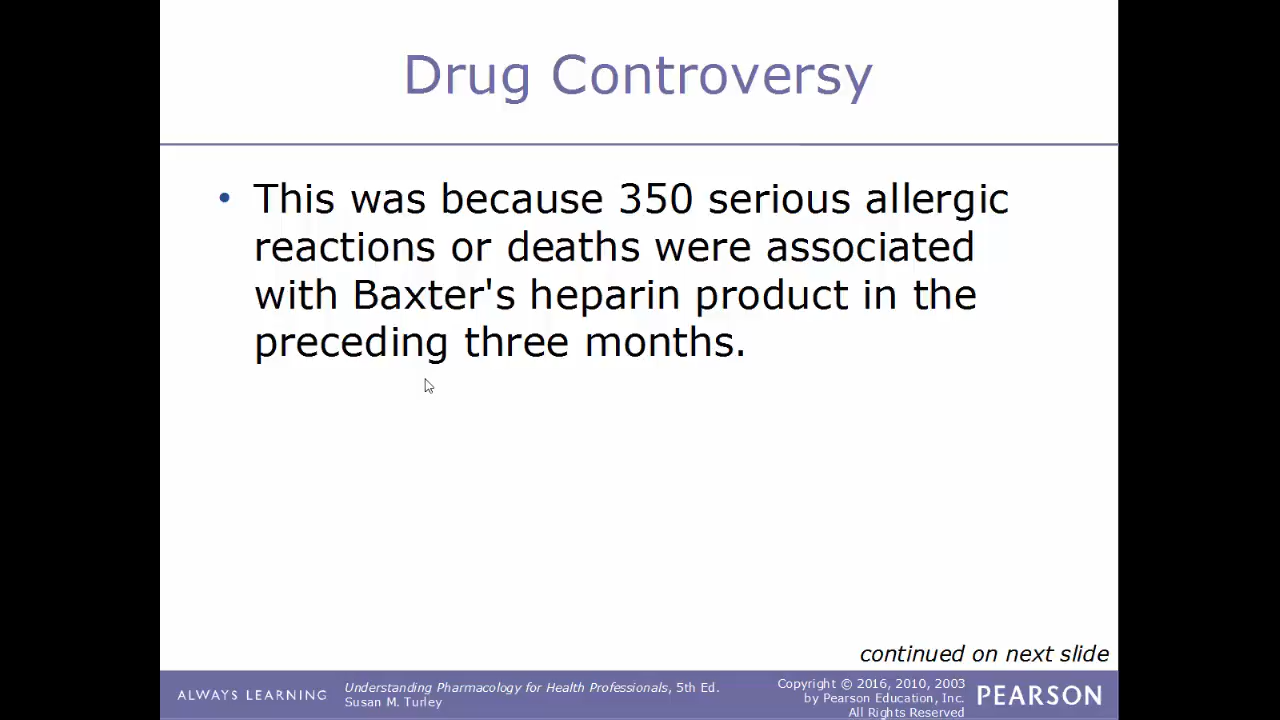 Drug Controversy
• This was because 350 serious allergic
reactions or deaths were associated
with Baxter's heparin product in the
preceding three months.
continued on next slide
ALWAYS LEARNING
Understanding Pharmacology for Health Professionals, 5th Ed.
Susan M. Turley
Copyright © 2016, 2010, 2003
by Pearson Education, Inc.
All Rights Reserved
PEARSON